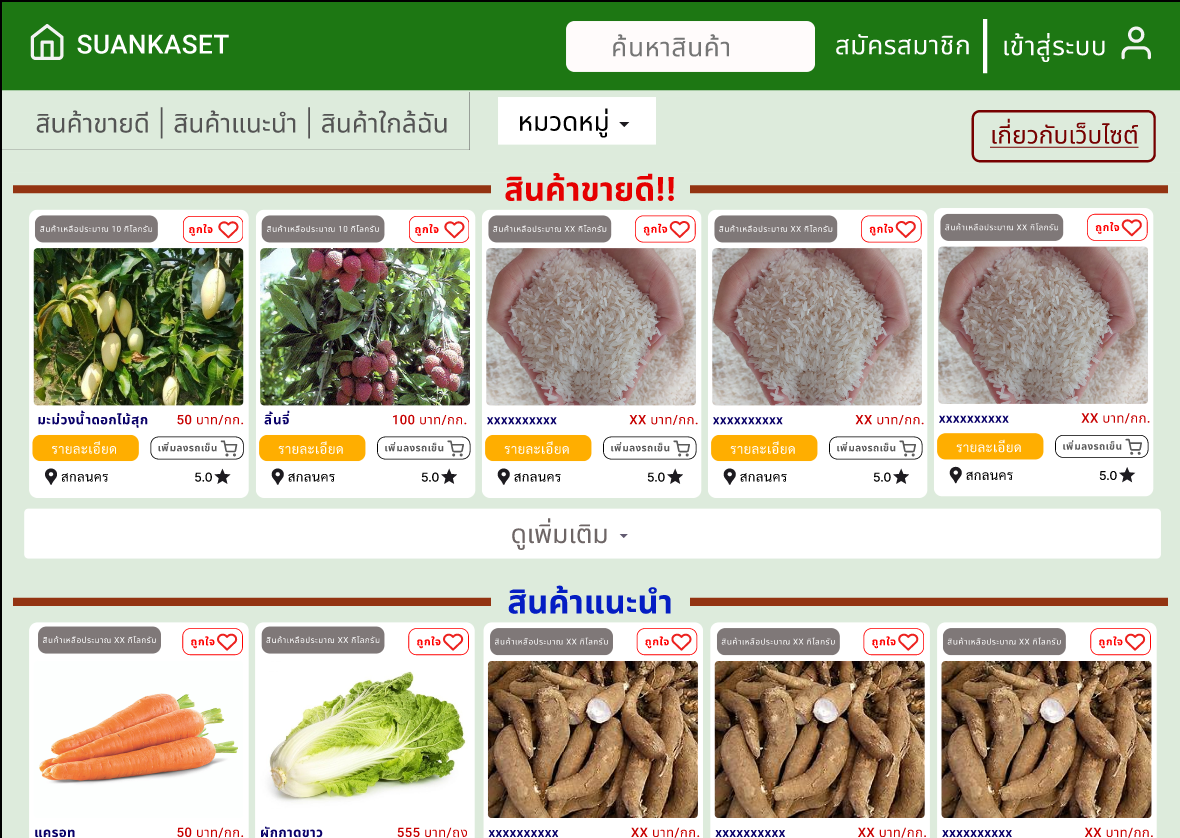 SUANKASET
ค้นหาสินค้า
สมัครสมาชิก
เข้าสู่ระบบ
สินค้าขายดี
สินค้าแนะนำ
สินค้าใกล้ฉัน
หมวดหมู่
เกี่ยวกับเว็บไซต์
สินค้าขายดี!!
สินค้าเหลือประมาณ 10 กิโลกรัม
ถูกใจ
สินค้าเหลือประมาณ 10 กิโลกรัม
ถูกใจ
สินค้าเหลือประมาณ XX กิโลกรัม
ถูกใจ
สินค้าเหลือประมาณ XX กิโลกรัม
ถูกใจ
สินค้าเหลือประมาณ XX กิโลกรัม
ถูกใจ
มะม่วงน้ำดอกไม้สุก
50 บาท/กก.
ลิ้นจี่
100 บาท/กก.
xxxxxxxxxx
XX บาท/กก.
xxxxxxxxxx
XX บาท/กก.
xxxxxxxxxx
XX บาท/กก.
รายละเอียด
เพิ่มลงรถเข็น
รายละเอียด
เพิ่มลงรถเข็น
รายละเอียด
เพิ่มลงรถเข็น
รายละเอียด
เพิ่มลงรถเข็น
รายละเอียด
เพิ่มลงรถเข็น
สกลนคร
5.0
สกลนคร
5.0
สกลนคร
5.0
สกลนคร
5.0
สกลนคร
5.0
ดูเพิ่มเติม
สินค้าแนะนำ
สินค้าเหลือประมาณ XX กิโลกรัม
ถูกใจ
สินค้าเหลือประมาณ XX กิโลกรัม
ถูกใจ
สินค้าเหลือประมาณ XX กิโลกรัม
ถูกใจ
สินค้าเหลือประมาณ XX กิโลกรัม
ถูกใจ
สินค้าเหลือประมาณ XX กิโลกรัม
ถูกใจ
แครอท
50 บาท/กก.
ผักกาดขาว
555 บาท/ถุง
xxxxxxxxxx
XX บาท/กก.
xxxxxxxxxx
XX บาท/กก.
xxxxxxxxxx
XX บาท/กก.